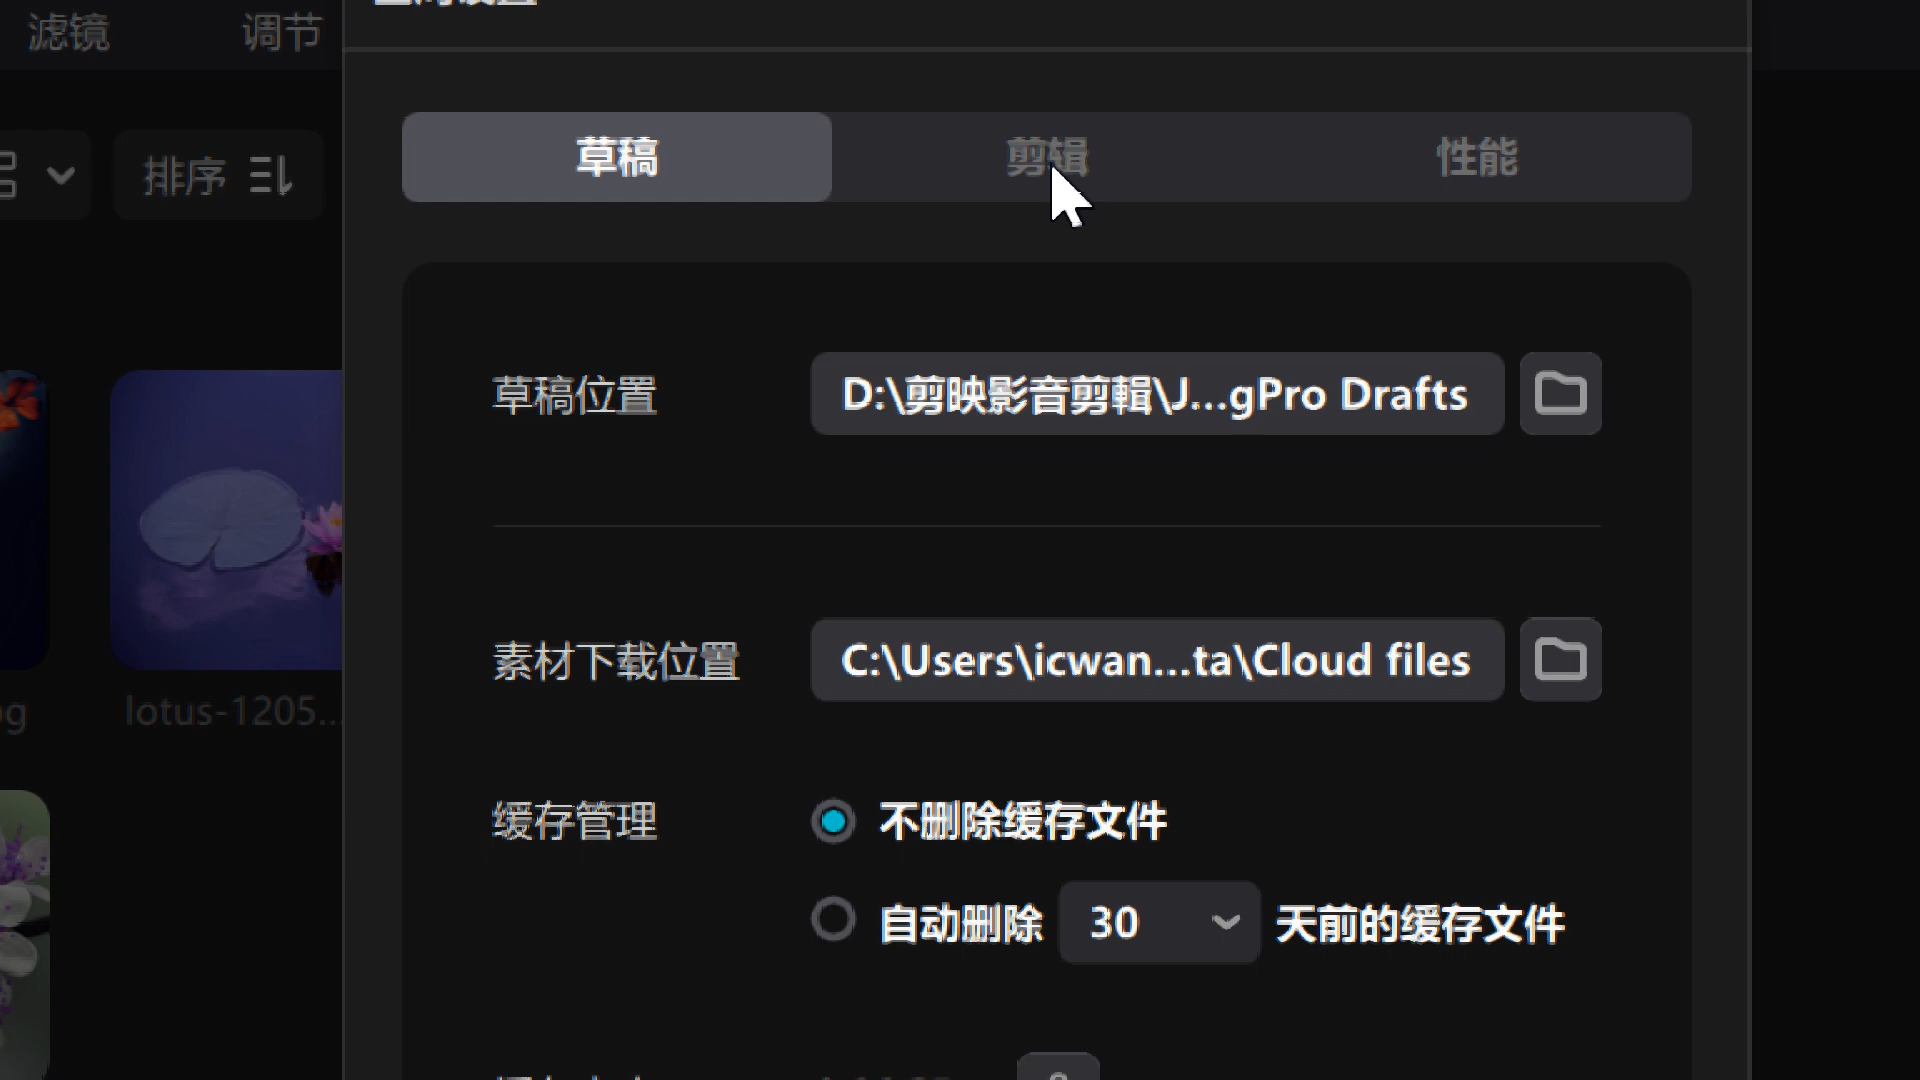 滤镜 调节
草稿 剪辑 性能
排序
草稿位置 D:\剪映影音剪輯\J...gPro Drafts
素材下载位置 C:\Users\icwan...ta\Cloud files
lotus-1205...
缓存管理 不删除缓存文件
自动删除 30 天前的缓存文件